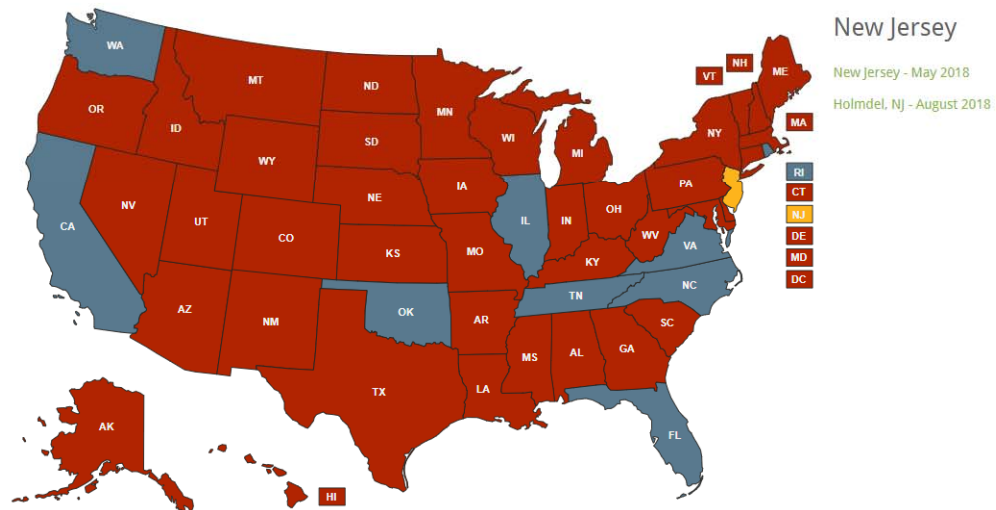 New Jersey
New Jersey - May 2018
Holmdel, NJ - August 2018
WA
MT
ND
MN
VT
NH
ME
OR
ID
WY
SD
WI
MI
NY
MA
NV
UT
CO
NE
IA
IL
IN
OH
PA
RI
CT
NJ
DE
MD
DC
CA
KS
MO
KY
WV
VA
AZ
NM
OK
AR
TN
NC
TX
LA
MS
AL
GA
SC
FL
AK
HI